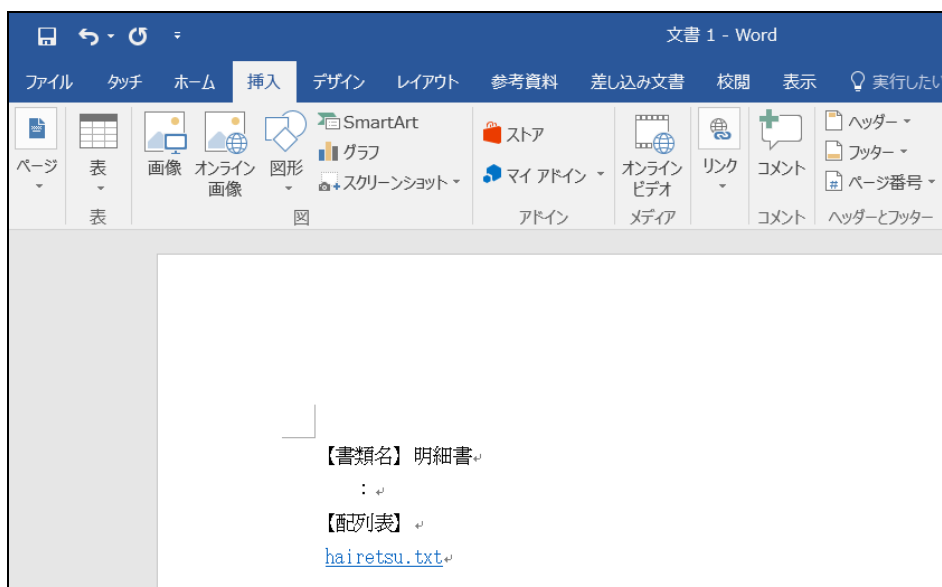 文書 1 - Word
ファイル タッチ ホーム 挿入 デザイン レイアウト 参考資料 差し込み文書 校閲 表示 実行したい
ページ
表
画像
オンライン
画像
図形
SmartArt
グラフ
スクリーンショット
ストア
マイ アドイン
オンライン
ビデオ
リンク
コメント
ヘッダー
フッター
ページ番号
表 図 アドイン メディア コメント ヘッダーとフッター
【書類名】明細書
:
【配列表】
hairetsu.txt